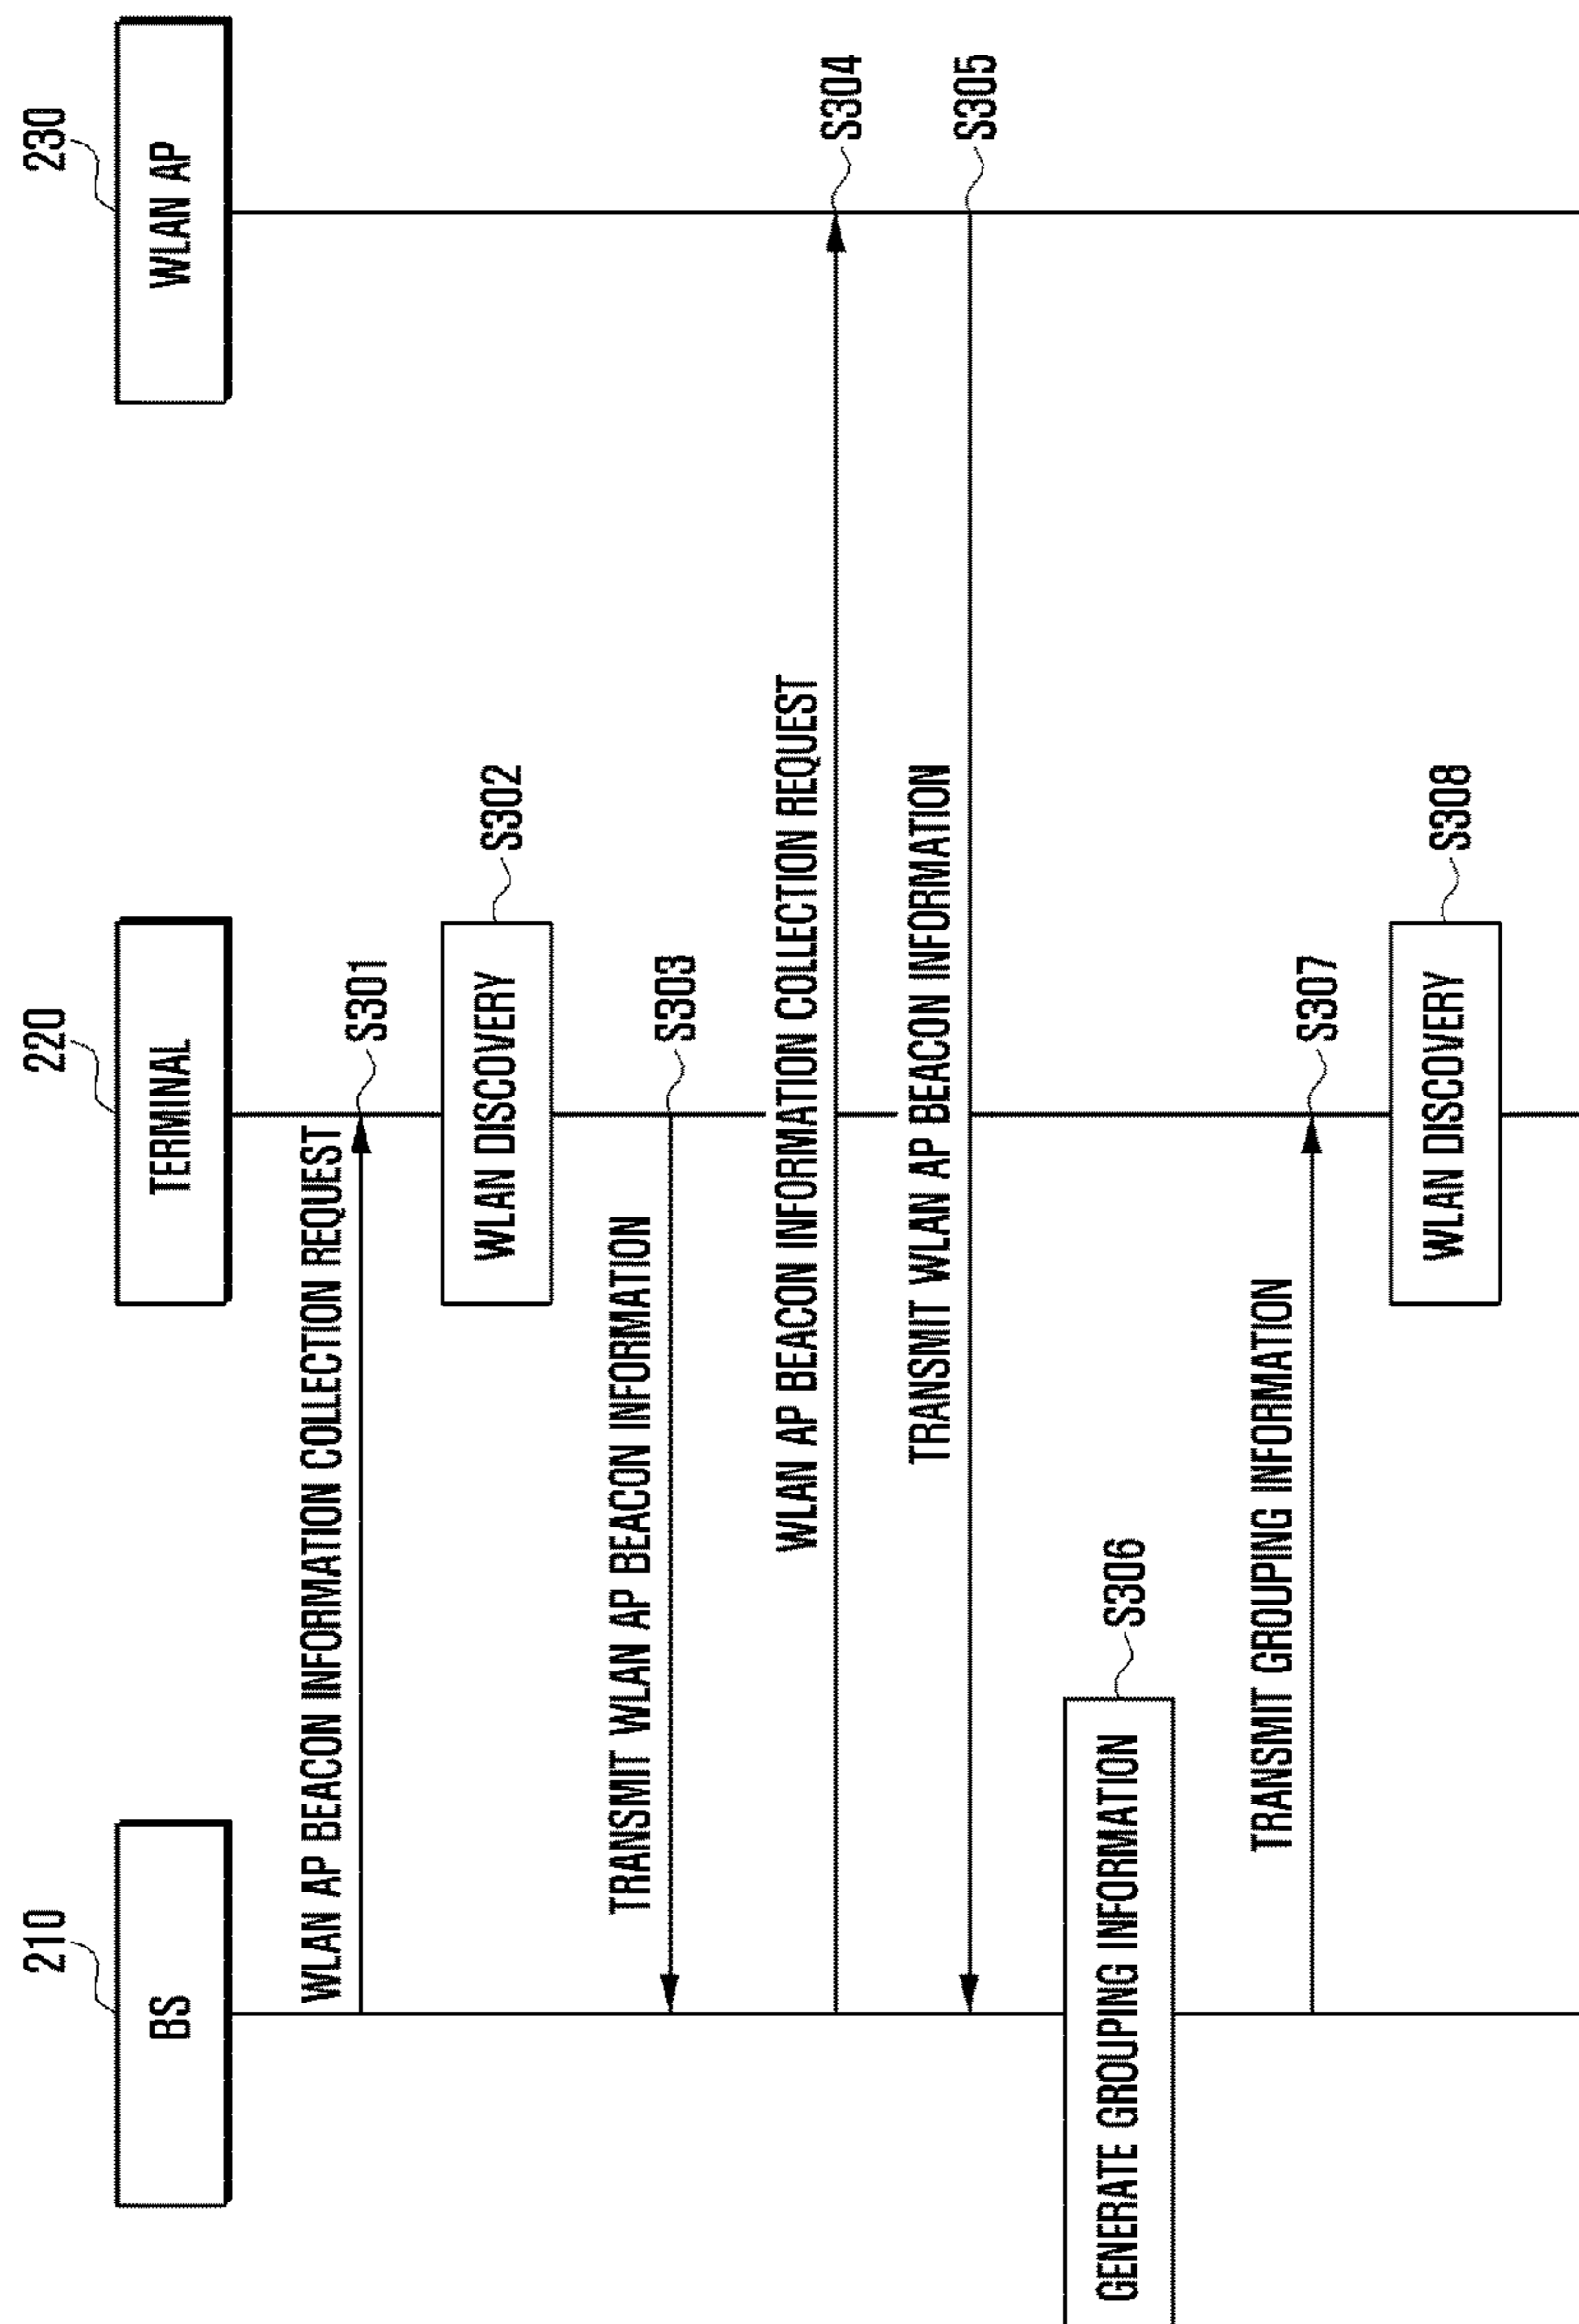 210
220
230
BS
TERMINAL
WLAN AP
WLAN AP BEACON INFORMATION COLLECTION REQUEST
S301
WLAN DISCOVERY
S302
TRANSMIT WLAN AP BEACON INFORMATION
S303
WLAN AP BEACON INFORMATION COLLECTION REQUEST
S304
TRANSMIT WLAN AP BEACON INFORMATION
S305
GENERATE GROUPING INFORMATION
S306
TRANSMIT GROUPING INFORMATION
S307
WLAN DISCOVERY
S308